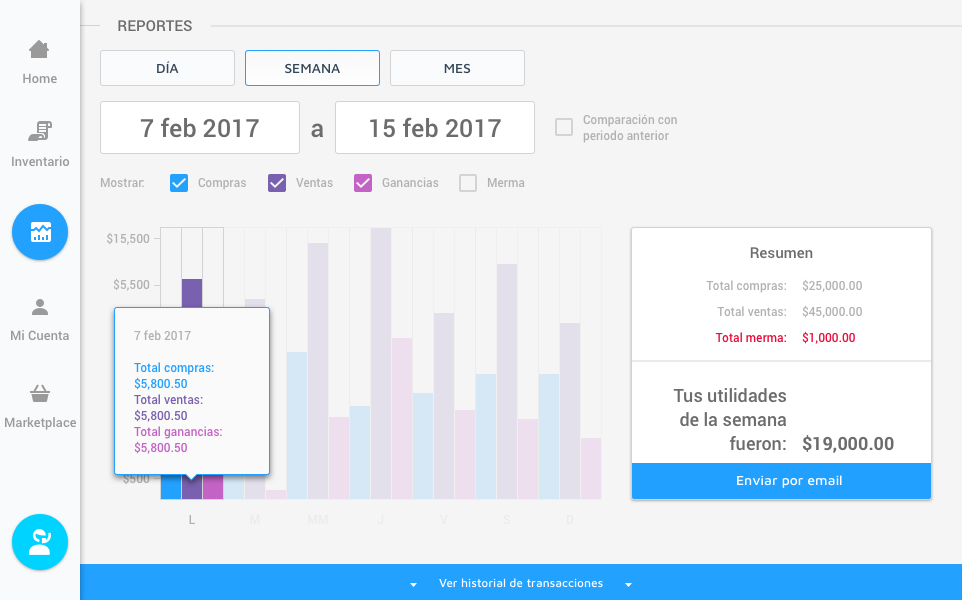 REPORTES
Home
Inventario
Mi Cuenta
Marketplace
DÍA
SEMANA
MES
7 feb 2017
a
15 feb 2017
Comparación con
periodo anterior
Mostrar:
Compras
Ventas
Ganancias
Merma
$15,500
$5,500
$500
7 feb 2017
Total compras:
$5,800.50
Total ventas:
$5,800.50
Total ganancias:
$5,800.50
L
M
MM
J
V
S
D
Resumen
Total compras: $25,000.00
Total ventas: $45,000.00
Total merma: $1,000.00
Tus utilidades
de la semana
fueron: $19,000.00
Enviar por email
Ver historial de transacciones